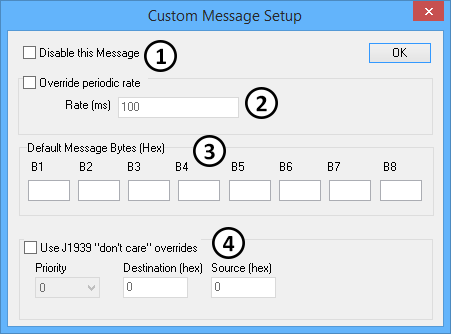 Custom Message Setup
Disable this Message 1
OK
Override periodic rate
Rate (ms) 100 2
Default Message Bytes (Hex) 3
B1 B2 B3 B4 B5 B6 B7 B8
Use J1939 "don't care" overrides 4
Priority Destination (hex) Source (hex)
0 0 0